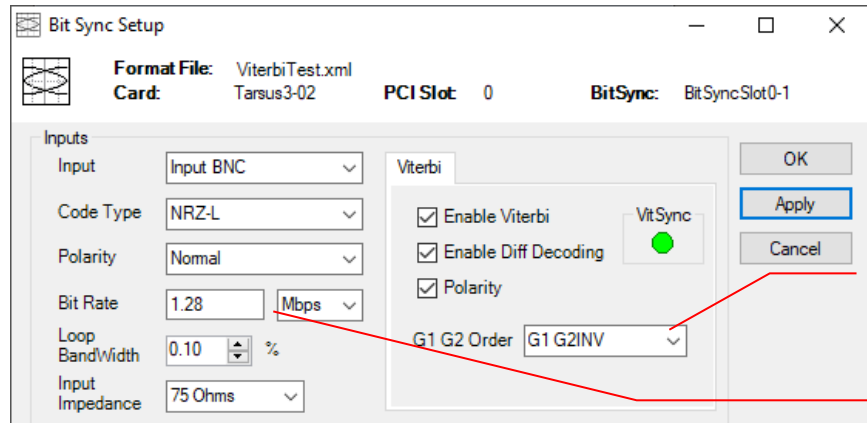 Bit Sync Setup
Format File: ViterbiTest.xml
Card: Tarsus3-02 PCI Slot: 0 BitSync: BitSyncSlot0-1
Inputs
Input Input BNC
Code Type NRZ-L
Polarity Normal
Bit Rate 1.28 Mbps
Loop
BandWidth 0.10 %
Input
Impedance 75 Ohms
Viterbi
Enable Viterbi VitSync
Enable Diff Decoding
Polarity
G1 G2 Order G1 G2INV
OK
Apply
Cancel